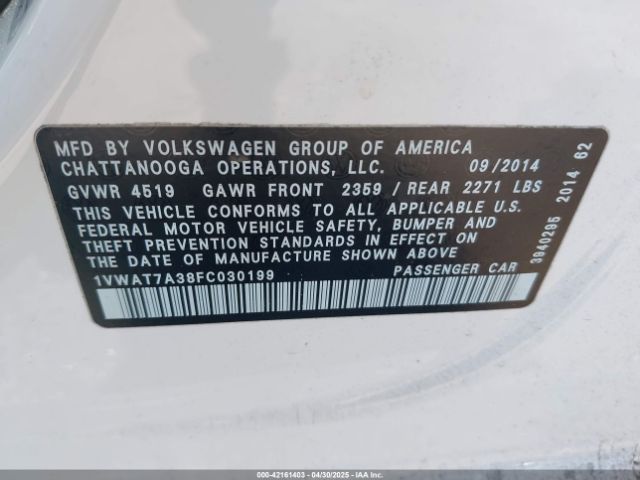 MFD BY VOLKSWAGEN GROUP OF AMERICA
CHATTANOOGA OPERATIONS, LLC. 09/2014
GVWR 4519 GAWR FRONT 2359 / REAR 2271 LBS
THIS VEHICLE CONFORMS TO ALL APPLICABLE U.S.
FEDERAL MOTOR VEHICLE SAFETY, BUMPER AND
THEFT PREVENTION STANDARDS IN EFFECT ON
THE DATE OF MANUFACTURE SHOWN ABOVE
1VWAT7A38FC030199 PASSENGER CAR
3940295 2014 62
000-42161403 - 04/30/2025 - IAAI.COM